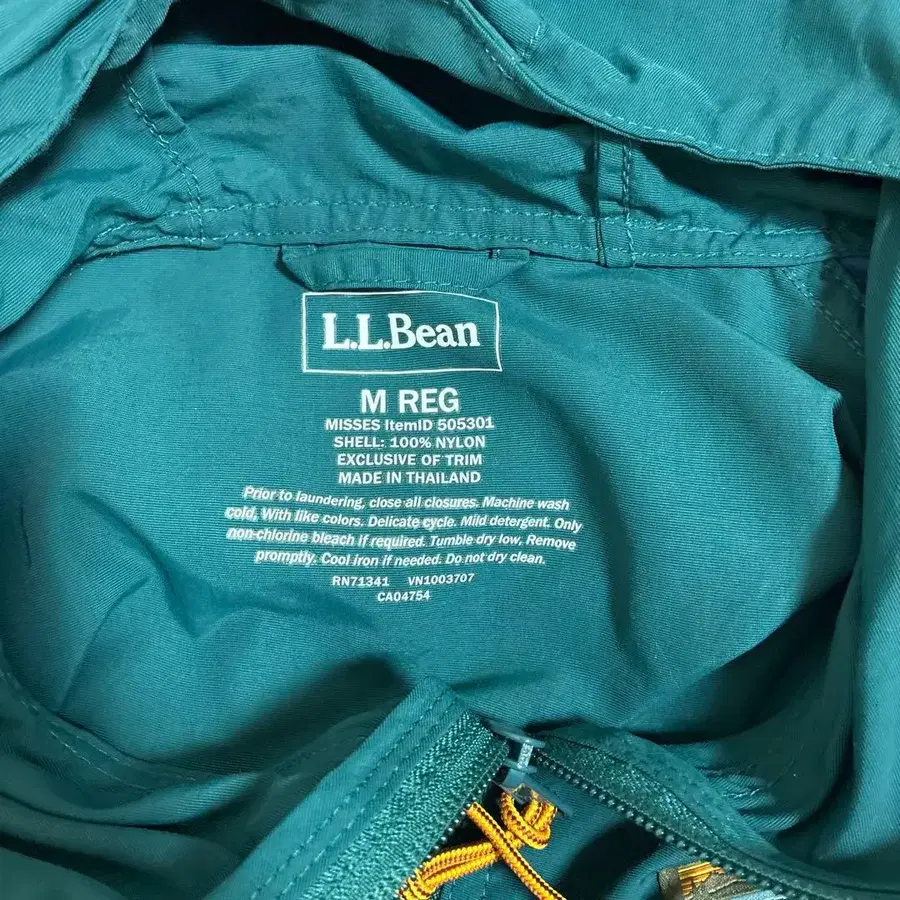 L.L.Bean
M REG
MISSES ItemID 505301
SHELL: 100% NYLON
EXCLUSIVE OF TRIM
MADE IN THAILAND
Prior to laundering, close all closures. Machine wash
cold, With like colors. Delicate cycle. Mild detergent. Only
non-chlorine bleach if required. Tumble dry low, Remove
promptly. Cool iron if needed. Do not dry clean.
RN71341 VN1003707
CA04754